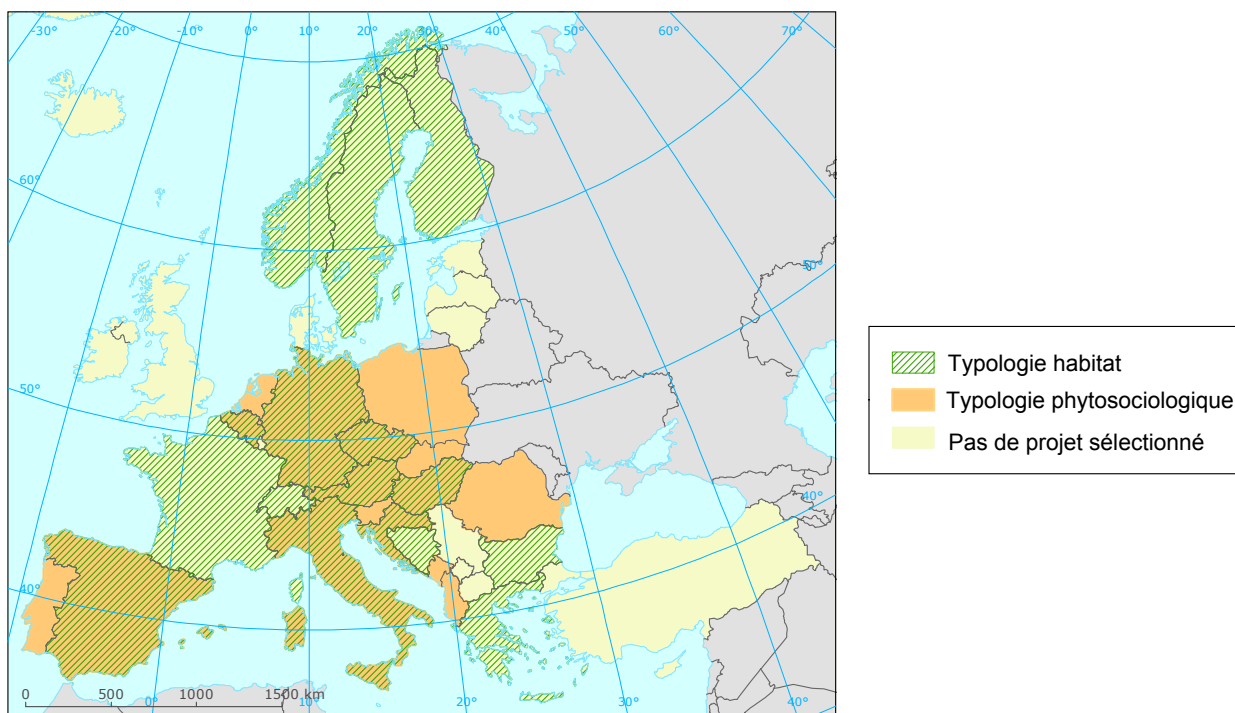 -30° -20° -10° 0° 10° 20° 30° 40° 50° 60° 70°
60°
50°
50°
40°
40°
0 500 1000 1500 km
0° 20° 30° 40°
Typologie habitat
Typologie phytosociologique
Pas de projet sélectionné